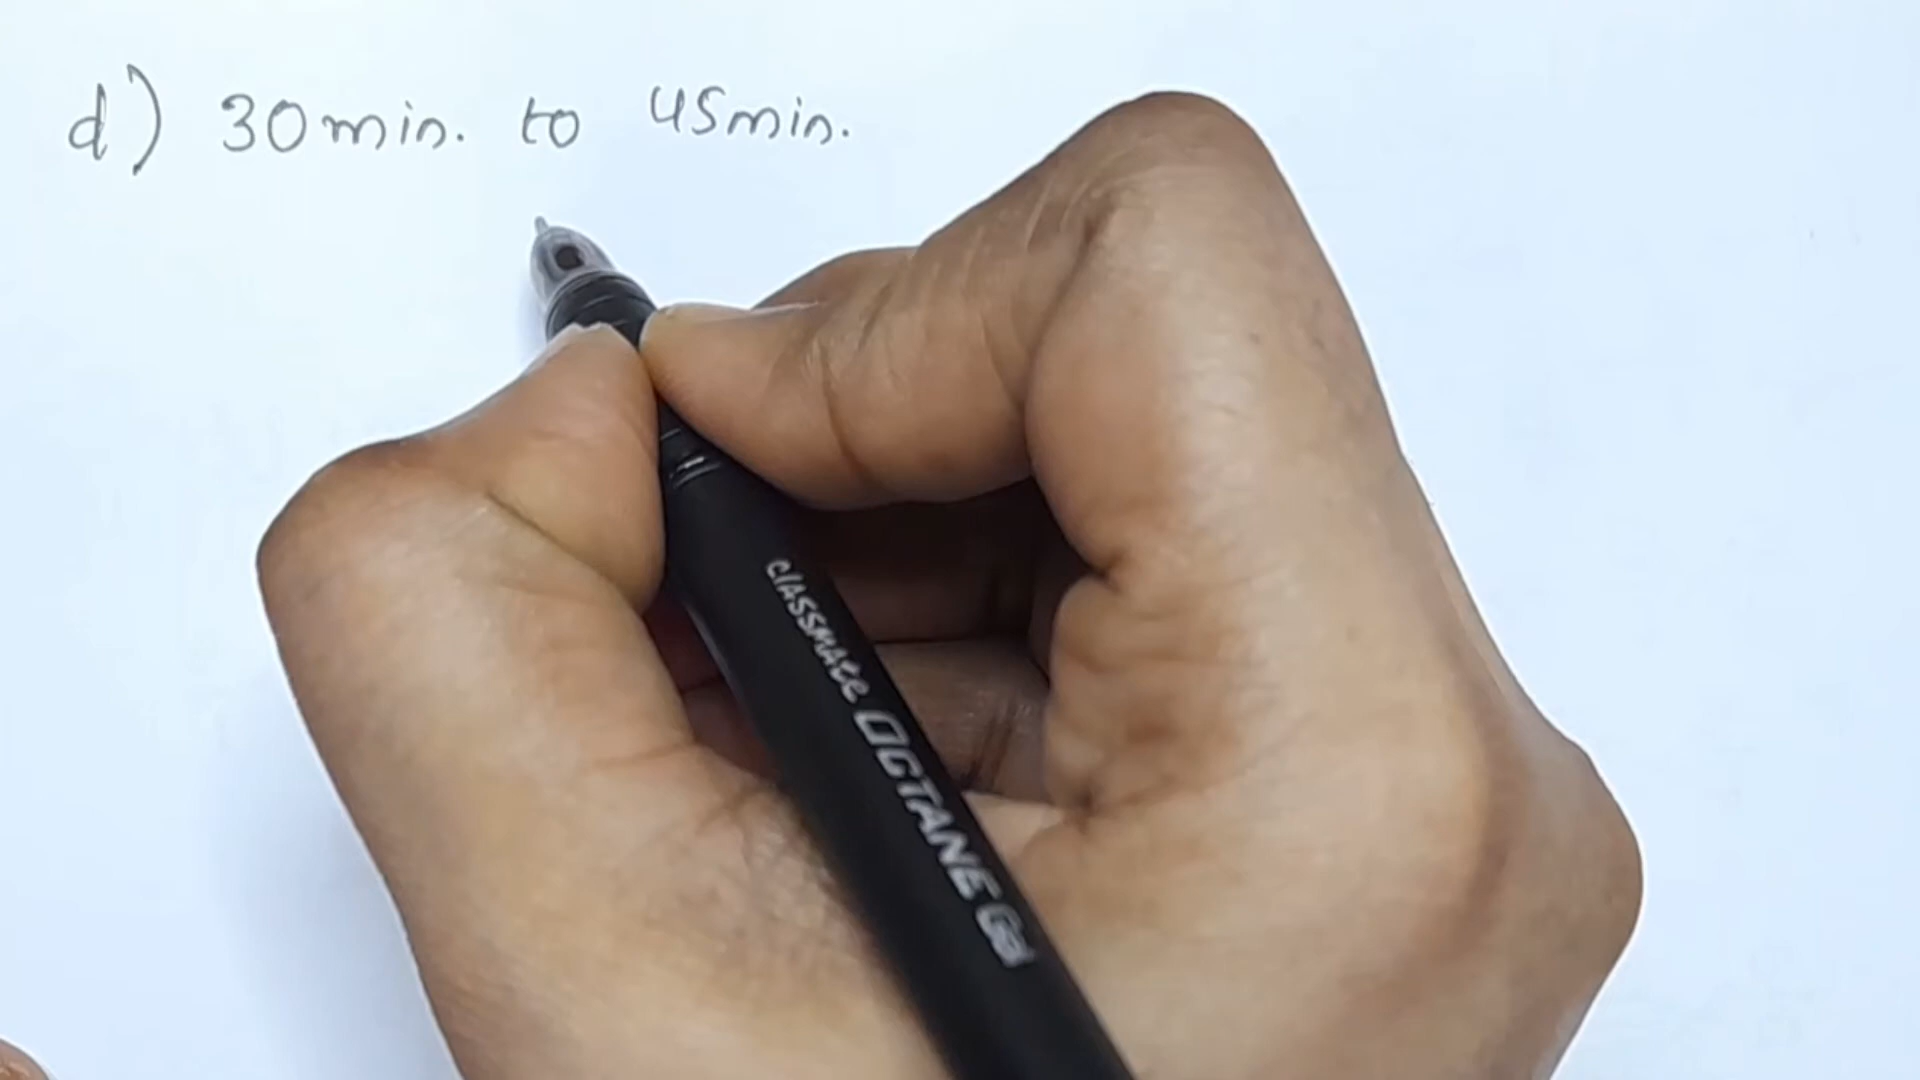 d) 30min. to 45min.
classmate OCTANE Gel